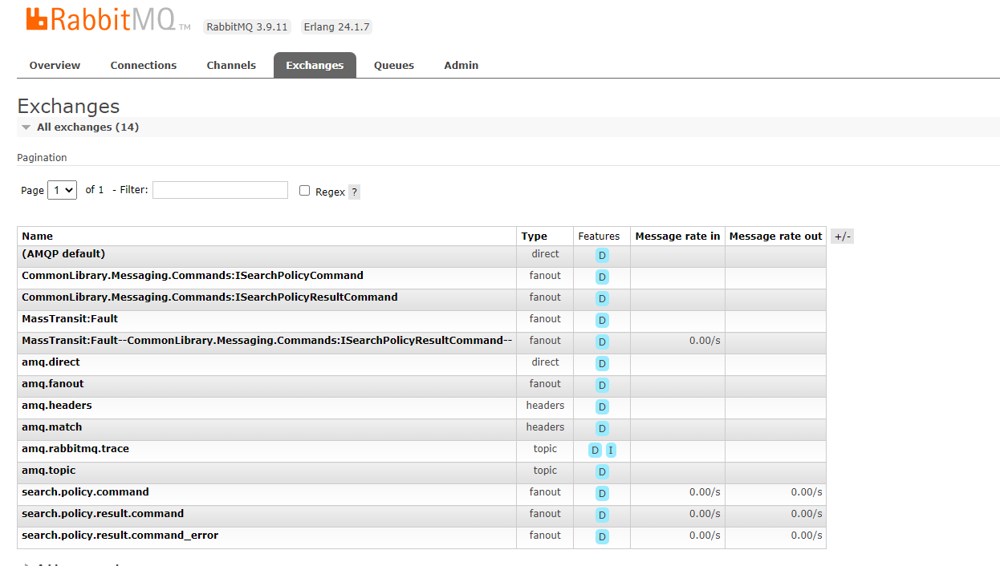 RabbitMQ TM RabbitMQ 3.9.11 Erlang 24.1.7
Overview Connections Channels Exchanges Queues Admin
Exchanges
All exchanges (14)
Pagination
Page 1 of 1 - Filter: Regex ?
Name Type Features Message rate in Message rate out +/-
(AMQP default) direct D
CommonLibrary.Messaging.Commands:ISearchPolicyCommand fanout D
CommonLibrary.Messaging.Commands:ISearchPolicyResultCommand fanout D
MassTransit:Fault fanout D
MassTransit:Fault--CommonLibrary.Messaging.Commands:ISearchPolicyResultCommand-- fanout D 0.00/s
amq.direct direct D
amq.fanout fanout D
amq.headers headers D
amq.match headers D
amq.rabbitmq.trace topic D I
amq.topic topic D
search.policy.command fanout D 0.00/s 0.00/s
search.policy.result.command fanout D 0.00/s 0.00/s
search.policy.result.command_error fanout D 0.00/s 0.00/s